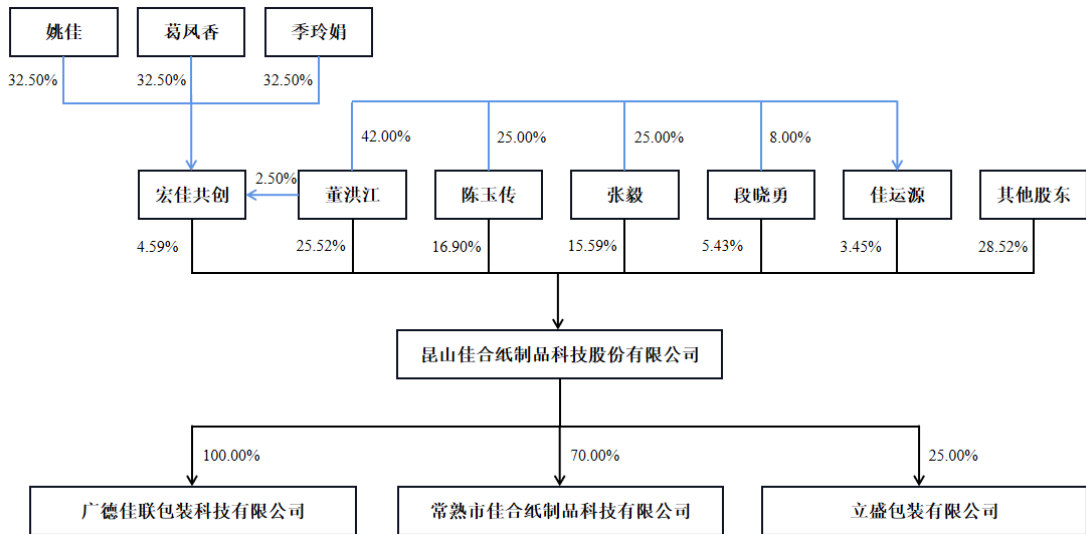 姚佳
葛凤香
季玲娟
32.50%
32.50%
32.50%
42.00%
25.00%
25.00%
8.00%
2.50%
宏佳共创
董洪江
陈玉传
张毅
段晓勇
佳运源
其他股东
4.59%
25.52%
16.90%
15.59%
5.43%
3.45%
28.52%
昆山佳合纸制品科技股份有限公司
100.00%
70.00%
25.00%
广德佳联包装科技有限公司
常熟市佳合纸制品科技有限公司
立盛包装有限公司